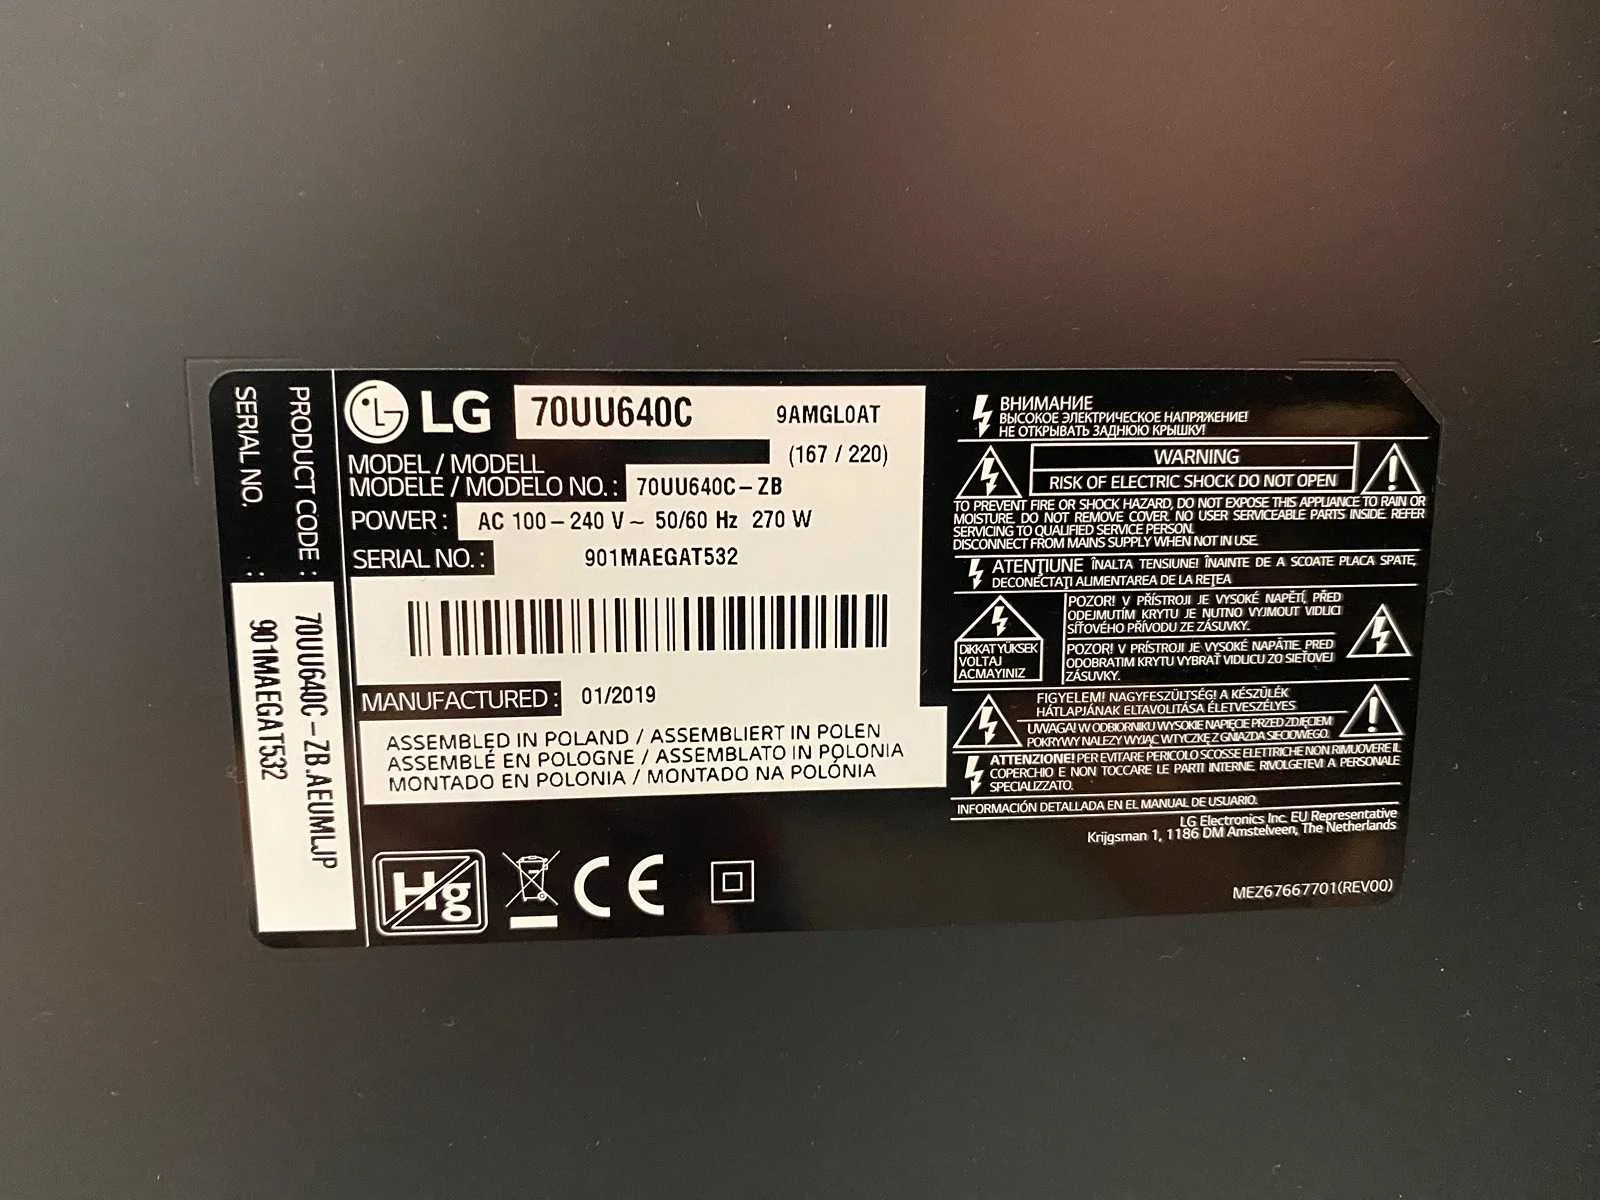 PRODUCT CODE : 70UU640C-ZB.AEUMLJP
SERIAL NO. : 901MAEGAT532
LG 70UU640C 9AMGL0AT
(167 / 220)
MODEL / MODELL
MODELE / MODELO NO. : 70UU640C-ZB
POWER : AC 100-240 V~ 50/60 Hz 270 W
SERIAL NO. : 901MAEGAT532
MANUFACTURED : 01/2019
ASSEMBLED IN POLAND / ASSEMBLIERT IN POLEN
ASSEMBLÉ EN POLOGNE / ASSEMBLATO IN POLONIA
MONTADO EN POLONIA / MONTADO NA POLÓNIA
Hg
CE
ВНИМАНИЕ
ВЫСОКОЕ ЭЛЕКТРИЧЕСКОЕ НАПРЯЖЕНИЕ!
НЕ ОТКРЫВАТЬ ЗАДНЮЮ КРЫШКУ!
WARNING
RISK OF ELECTRIC SHOCK DO NOT OPEN
TO PREVENT FIRE OR SHOCK HAZARD, DO NOT EXPOSE THIS APPLIANCE TO RAIN OR
MOISTURE. DO NOT REMOVE COVER. NO USER SERVICEABLE PARTS INSIDE. REFER
SERVICING TO QUALIFIED SERVICE PERSON.
DISCONNECT FROM MAINS SUPPLY WHEN NOT IN USE.
ATENȚIUNE ÎNALTA TENSIUNE! ÎNAINTE DE A SCOATE PLACA SPATE,
DECONECTAȚI ALIMENTAREA DE LA REȚEA
DİKKAT YÜKSEK
VOLTAJ
ACMAYINIZ
POZOR! V PŘÍSTROJI JE VYSOKÉ NAPĚTÍ, PŘED
ODEJMUTÍM KRYTU JE NUTNO VYJMOUT VIDLICI
SÍŤOVÉHO PŘÍVODU ZE ZÁSUVKY.
POZOR! V PRÍSTROJI JE VYSOKÉ NAPÄTIE PRED
ODOBRATIM KRYTU VYBRAŤ VIDLICU ZO SIEŤOVEJ
ZÁSUVKY.
FIGYELEM! NAGYFESZÜLTSÉG! A KÉSZÜLÉK
HÁTLAPJÁNAK ELTAVOLITÁSA ÉLETVESZÉLYES
UWAGA! W ODBIORNIKU WYSOKIE NAPIĘCIE PRZED ZDJĘCIEM
POKRYWY NALEŻY WYJĄĆ WTYCZKĘ Z GNIAZDA SIECIOWEGO.
ATTENZIONE! PER EVITARE PERICOLO SCOSSE ELETTRICHE NON RIMUOVERE IL
COPERCHIO E NON TOCCARE LE PARTI INTERNE. RIVOLGETEVI A PERSONALE
SPECIALIZZATO.
INFORMACIÓN DETALLADA EN EL MANUAL DE USUARIO.
LG Electronics Inc. EU Representative
Krijgsman 1, 1186 DM Amstelveen, The Netherlands
MEZ67667701(REV00)